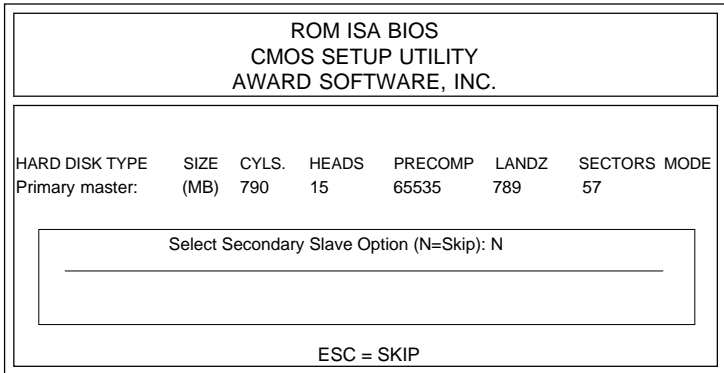 ROM ISA BIOS
CMOS SETUP UTILITY
AWARD SOFTWARE, INC.
HARD DISK TYPE SIZE CYLS. HEADS PRECOMP LANDZ SECTORS MODE
Primary master: (MB) 790 15 65535 789 57
Select Secondary Slave Option (N=Skip): N
ESC = SKIP